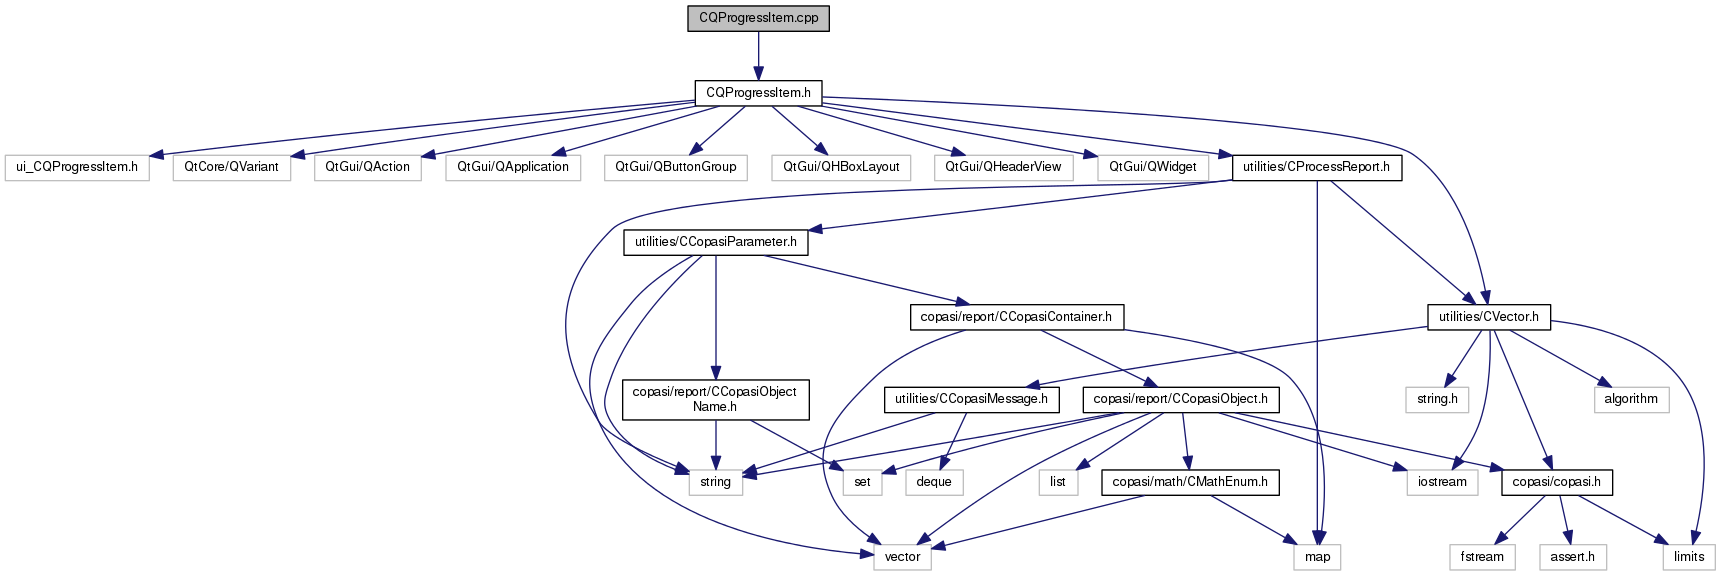 CQProgressItem.cpp
CQProgressItem.h
ui_CQProgressItem.h
QtCore/QVariant
QtGui/QAction
QtGui/QApplication
QtGui/QButtonGroup
QtGui/QHBoxLayout
QtGui/QHeaderView
QtGui/QWidget
utilities/CProcessReport.h
utilities/CCopasiParameter.h
copasi/report/CCopasiContainer.h
utilities/CVector.h
copasi/report/CCopasiObject
Name.h
utilities/CCopasiMessage.h
copasi/report/CCopasiObject.h
string.h
algorithm
string
set
deque
list
copasi/math/CMathEnum.h
iostream
copasi/copasi.h
vector
map
fstream
assert.h
limits